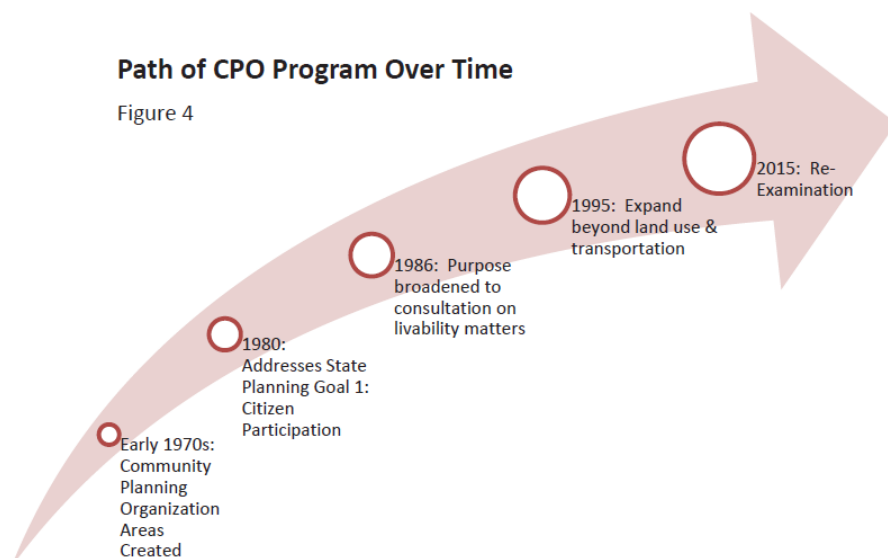 Path of CPO Program Over Time
Figure 4
Early 1970s:
Community
Planning
Organization
Areas
Created
1980:
Addresses State
Planning Goal 1:
Citizen
Participation
1986:  Purpose
broadened to
consultation on
livability matters
1995:  Expand
beyond land use &
transportation
2015:  Re-
Examination